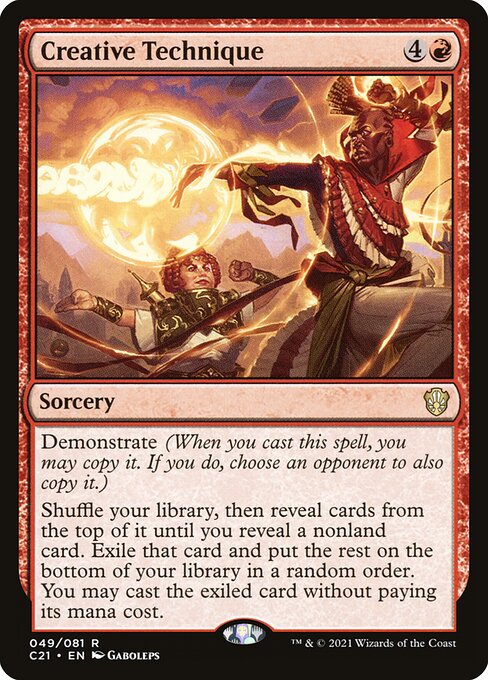 Creative Technique 4
Sorcery
Demonstrate (When you cast this spell, you
may copy it. If you do, choose an opponent to also
copy it.)
Shuffle your library, then reveal cards from
the top of it until you reveal a nonland
card. Exile that card and put the rest on the
bottom of your library in a random order.
You may cast the exiled card without paying
its mana cost.
049/081 R
C21 • EN Gaboleps
™ & © 2021 Wizards of the Coast